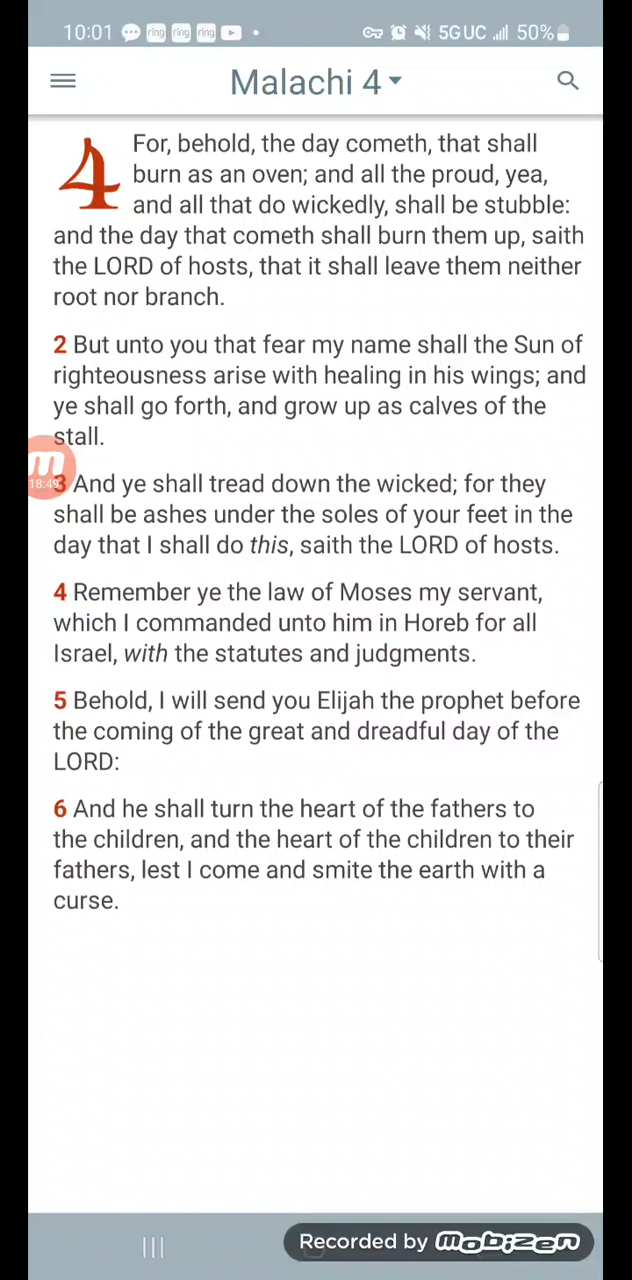 10:01 ring ring ring 5G UC 50%
Malachi 4
4 For, behold, the day cometh, that shall
burn as an oven; and all the proud, yea,
and all that do wickedly, shall be stubble:
and the day that cometh shall burn them up, saith
the LORD of hosts, that it shall leave them neither
root nor branch.
2 But unto you that fear my name shall the Sun of
righteousness arise with healing in his wings; and
ye shall go forth, and grow up as calves of the
stall.
m
18:49
3 And ye shall tread down the wicked; for they
shall be ashes under the soles of your feet in the
day that I shall do this, saith the LORD of hosts.
4 Remember ye the law of Moses my servant,
which I commanded unto him in Horeb for all
Israel, with the statutes and judgments.
5 Behold, I will send you Elijah the prophet before
the coming of the great and dreadful day of the
LORD:
6 And he shall turn the heart of the fathers to
the children, and the heart of the children to their
fathers, lest I come and smite the earth with a
curse.
Recorded by mobizen